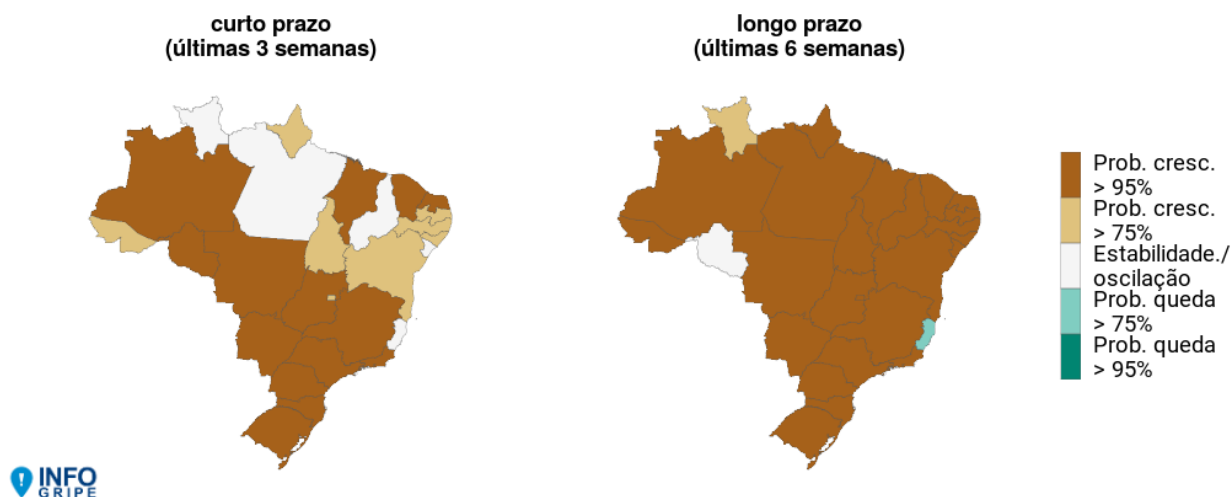 curto prazo
(últimas 3 semanas)
longo prazo
(últimas 6 semanas)
Prob. cresc.
> 95%
Prob. cresc.
> 75%
Estabilidade./
oscilação
Prob. queda
> 75%
Prob. queda
> 95%
INFO
GRIPE